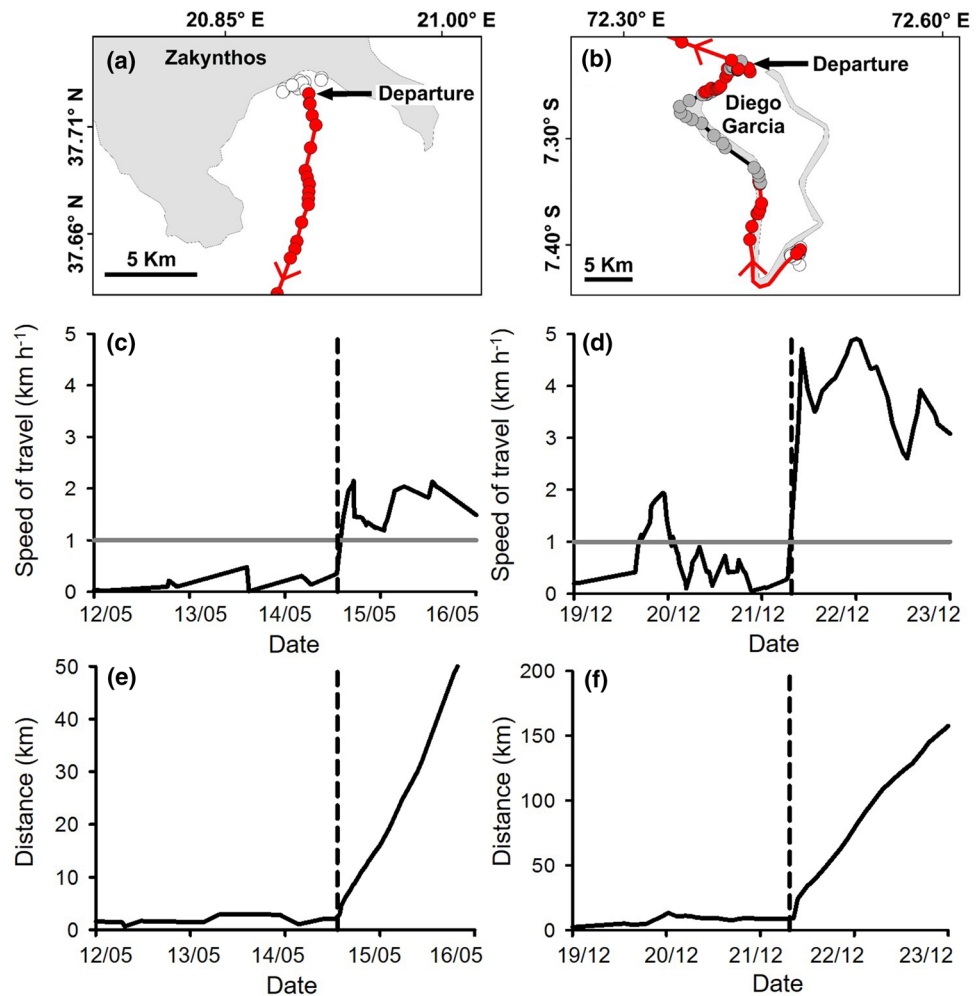 20.85° E 21.00° E
(a) Zakynthos
Departure
37.71° N
37.66° N
5 Km
72.30° E 72.60° E
(b)
Departure
Diego
Garcia
7.30° S
7.40° S
5 Km
(c)
Speed of travel (km h-1)
5
4
3
2
1
0
12/05 13/05 14/05 15/05 16/05
Date
(d)
Speed of travel (km h-1)
5
4
3
2
1
0
19/12 20/12 21/12 22/12 23/12
Date
(e)
Distance (km)
50
40
30
20
10
0
12/05 13/05 14/05 15/05 16/05
Date
(f)
Distance (km)
200
150
100
50
0
19/12 20/12 21/12 22/12 23/12
Date